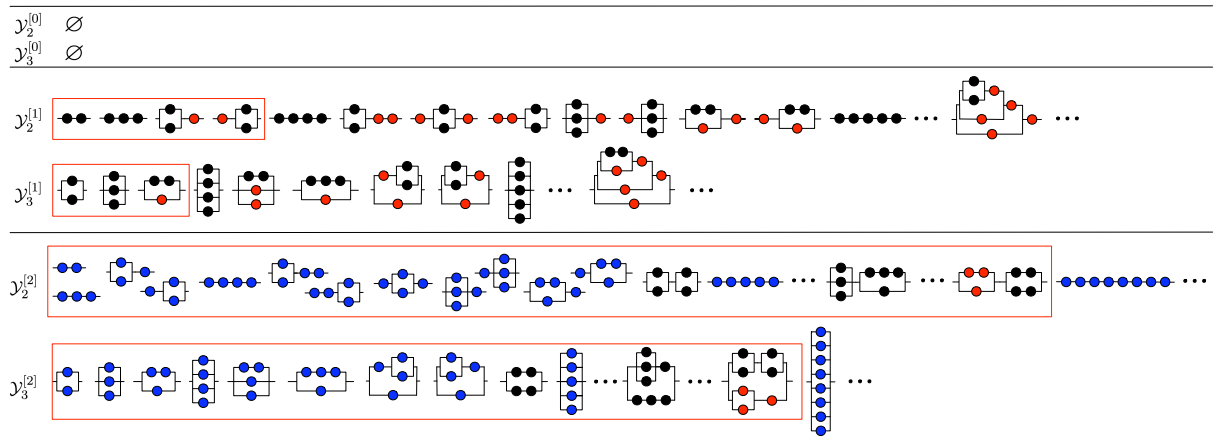 𝒴₂^[0] ∅
𝒴₃^[0] ∅
𝒴₂^[1] ... ...
𝒴₃^[1] ... ...
𝒴₂^[2] ... ... ...
𝒴₃^[2] ... ... ...